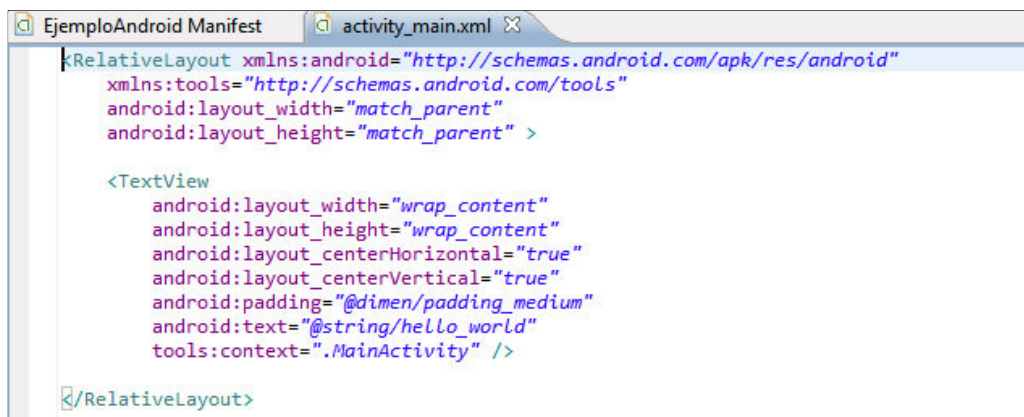 EjemploAndroid Manifest activity_main.xml
<RelativeLayout xmlns:android="http://schemas.android.com/apk/res/android"
    xmlns:tools="http://schemas.android.com/tools"
    android:layout_width="match_parent"
    android:layout_height="match_parent" >

    <TextView
        android:layout_width="wrap_content"
        android:layout_height="wrap_content"
        android:layout_centerHorizontal="true"
        android:layout_centerVertical="true"
        android:padding="@dimen/padding_medium"
        android:text="@string/hello_world"
        tools:context=".MainActivity" />

</RelativeLayout>